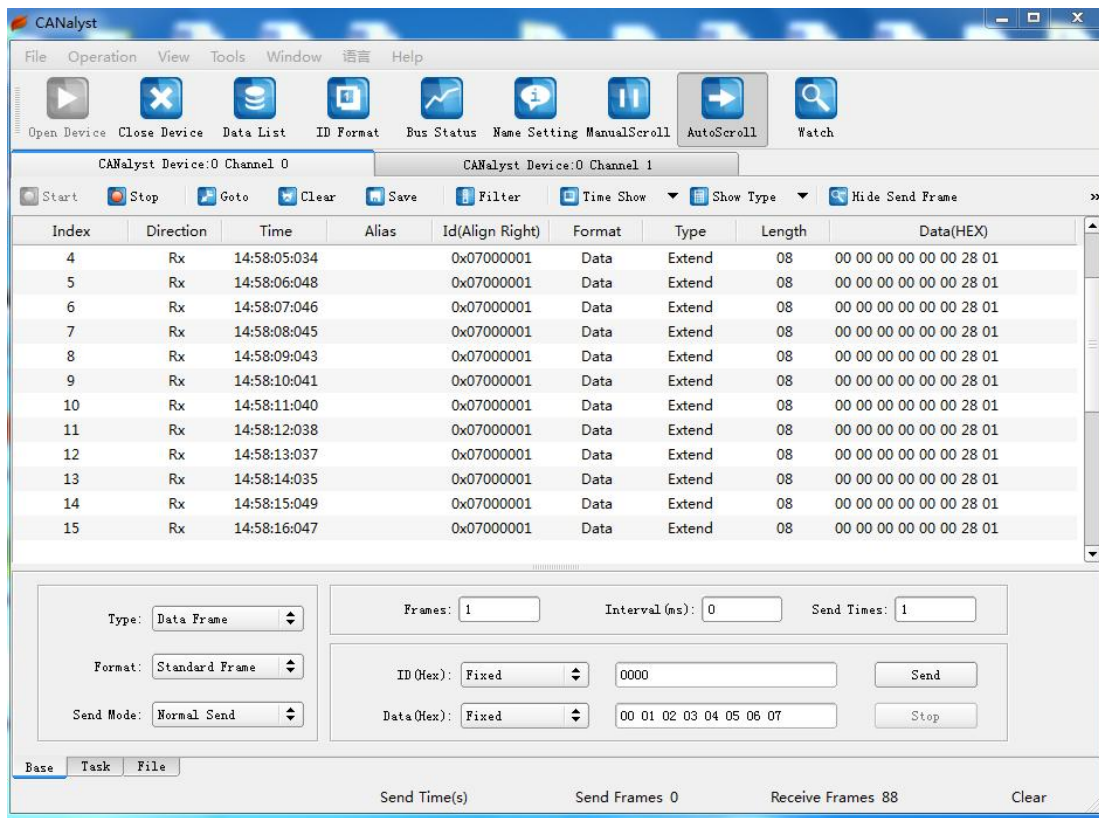 CANalyst
File Operation View Tools Window 语言 Help
Open Device Close Device Data List ID Format Bus Status Name Setting ManualScroll AutoScroll Watch
CANalyst Device:0 Channel 0 CANalyst Device:0 Channel 1
Start Stop Goto Clear Save Filter Time Show Show Type Hide Send Frame »
Index Direction Time Alias Id(Align Right) Format Type Length Data(HEX)
4 Rx 14:58:05:034 0x07000001 Data Extend 08 00 00 00 00 00 00 28 01
5 Rx 14:58:06:048 0x07000001 Data Extend 08 00 00 00 00 00 00 28 01
6 Rx 14:58:07:046 0x07000001 Data Extend 08 00 00 00 00 00 00 28 01
7 Rx 14:58:08:045 0x07000001 Data Extend 08 00 00 00 00 00 00 28 01
8 Rx 14:58:09:043 0x07000001 Data Extend 08 00 00 00 00 00 00 28 01
9 Rx 14:58:10:041 0x07000001 Data Extend 08 00 00 00 00 00 00 28 01
10 Rx 14:58:11:040 0x07000001 Data Extend 08 00 00 00 00 00 00 28 01
11 Rx 14:58:12:038 0x07000001 Data Extend 08 00 00 00 00 00 00 28 01
12 Rx 14:58:13:037 0x07000001 Data Extend 08 00 00 00 00 00 00 28 01
13 Rx 14:58:14:035 0x07000001 Data Extend 08 00 00 00 00 00 00 28 01
14 Rx 14:58:15:049 0x07000001 Data Extend 08 00 00 00 00 00 00 28 01
15 Rx 14:58:16:047 0x07000001 Data Extend 08 00 00 00 00 00 00 28 01
Frames: 1 Interval(ms): 0 Send Times: 1
Type: Data Frame
Format: Standard Frame
ID(Hex): Fixed 0000 Send
Send Mode: Normal Send
Data(Hex): Fixed 00 01 02 03 04 05 06 07 Stop
Base Task File
Send Time(s) Send Frames 0 Receive Frames 88 Clear